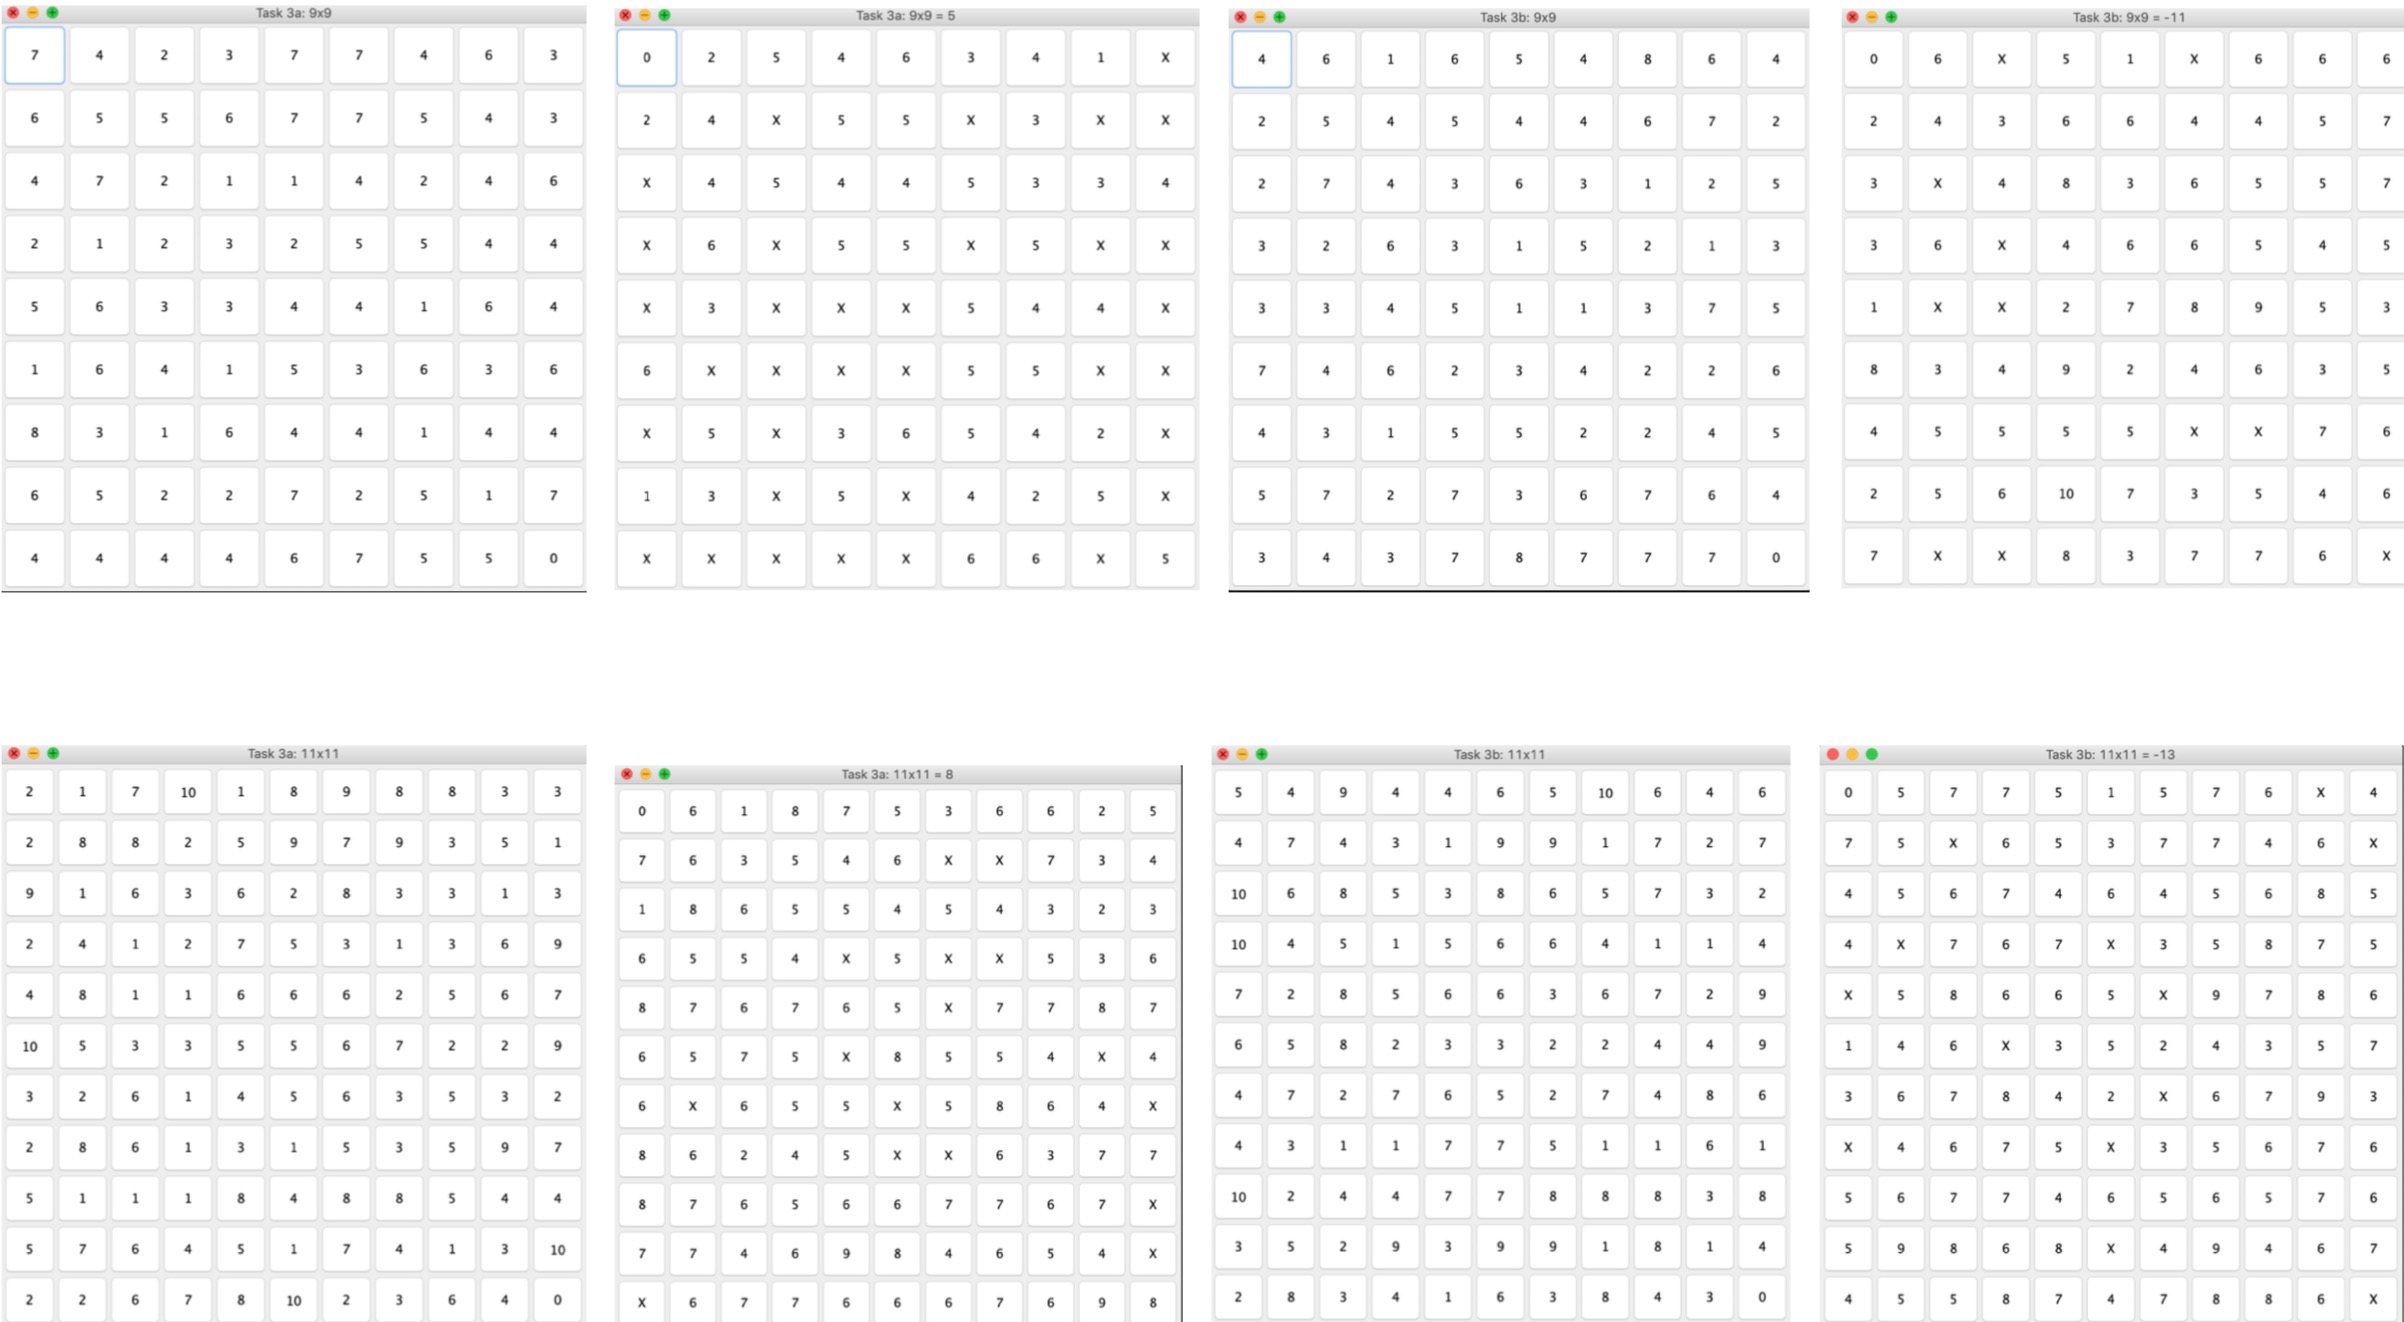 Task 3a: 9x9
7 4 2 3 7 7 4 6 3
6 5 5 6 7 7 5 4 3
4 7 2 1 1 4 2 4 6
2 1 2 3 2 5 5 4 4
5 6 3 3 4 4 1 6 4
1 6 4 1 5 3 6 3 6
8 3 1 6 4 4 1 4 4
6 5 2 2 7 2 5 1 7
4 4 4 4 6 7 5 5 0
Task 3a: 9x9 = 5
0 2 5 4 6 3 4 1 X
2 4 X 5 5 X 3 X X
X 4 5 4 4 5 3 3 4
X 6 X 5 5 X 5 X X
X 3 X X X 5 4 4 X
6 X X X X 5 5 X X
X 5 X 3 6 5 4 2 X
1 3 X 5 X 4 2 5 X
X X X X X 6 6 X 5
Task 3b: 9x9
4 6 1 6 5 4 8 6 4
2 5 4 5 4 4 6 7 2
2 7 4 3 6 3 1 2 5
3 2 6 3 1 5 2 1 3
3 3 4 5 1 1 3 7 5
7 4 6 2 3 4 2 2 6
4 3 1 5 5 2 2 4 5
5 7 2 7 3 6 7 6 4
3 4 3 7 8 7 7 7 0
Task 3b: 9x9 = -11
0 6 X 5 1 X 6 6 6
2 4 3 6 6 4 4 5 7
3 X 4 8 3 6 5 5 7
3 6 X 4 6 6 5 4 5
1 X X 2 7 8 9 5 3
8 3 4 9 2 4 6 3 5
4 5 5 5 5 X X 7 6
2 5 6 10 7 3 5 4 6
7 X X 8 3 7 7 6 X
Task 3a: 11x11
2 1 7 10 1 8 9 8 8 3 3
2 8 8 2 5 9 7 9 3 5 1
9 1 6 3 6 2 8 3 3 1 3
2 4 1 2 7 5 3 1 3 6 9
4 8 1 1 6 6 6 2 5 6 7
10 5 3 3 5 5 6 7 2 2 9
3 2 6 1 4 5 6 3 5 3 2
2 8 6 1 3 1 5 3 5 9 7
5 1 1 1 8 4 8 8 5 4 4
5 7 6 4 5 1 7 4 1 3 10
2 2 6 7 8 10 2 3 6 4 0
Task 3a: 11x11 = 8
0 6 1 8 7 5 3 6 6 2 5
7 6 3 5 4 6 X X 7 3 4
1 8 6 5 5 4 5 4 3 2 3
6 5 5 4 X 5 X X 5 3 6
8 7 6 7 6 5 X 7 7 8 7
6 5 7 5 X 8 5 5 4 X 4
6 X 6 5 5 X 5 8 6 4 X
8 6 2 4 5 X X 6 3 7 7
8 7 6 5 6 6 7 7 6 7 X
7 7 4 6 9 8 4 6 5 4 X
X 6 7 7 6 6 6 7 6 9 8
Task 3b: 11x11
5 4 9 4 4 6 5 10 6 4 6
4 7 4 3 1 9 9 1 7 2 7
10 6 8 5 3 8 6 5 7 3 2
10 4 5 1 5 6 6 4 1 1 4
7 2 8 5 6 6 3 6 7 2 9
6 5 8 2 3 3 2 2 4 4 9
4 7 2 7 6 5 2 7 4 8 6
4 3 1 1 7 7 5 1 1 6 1
10 2 4 4 7 7 8 8 8 3 8
3 5 2 9 3 9 9 1 8 1 4
2 8 3 4 1 6 3 8 4 3 0
Task 3b: 11x11 = -13
0 5 7 7 5 1 5 7 6 X 4
7 5 X 6 5 3 7 7 4 6 X
4 5 6 7 4 6 4 5 6 8 5
4 X 7 6 7 X 3 5 8 7 5
X 5 8 6 6 5 X 9 7 8 6
1 4 6 X 3 5 2 4 3 5 7
3 6 7 8 4 2 X 6 7 9 3
X 4 6 7 5 X 3 5 6 7 6
5 6 7 7 4 6 5 6 5 7 6
5 9 8 6 8 X 4 9 4 6 7
4 5 5 8 7 4 7 8 8 6 X